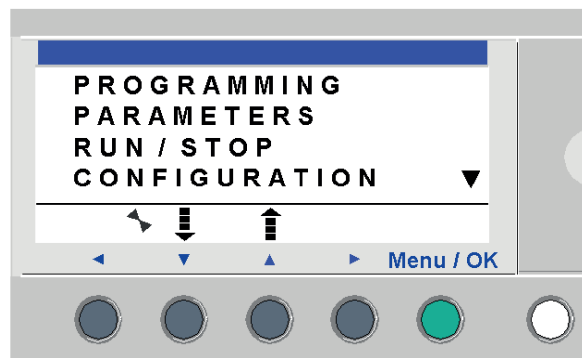 PROGRAMMING
PARAMETERS
RUN / STOP
CONFIGURATION
Menu / OK